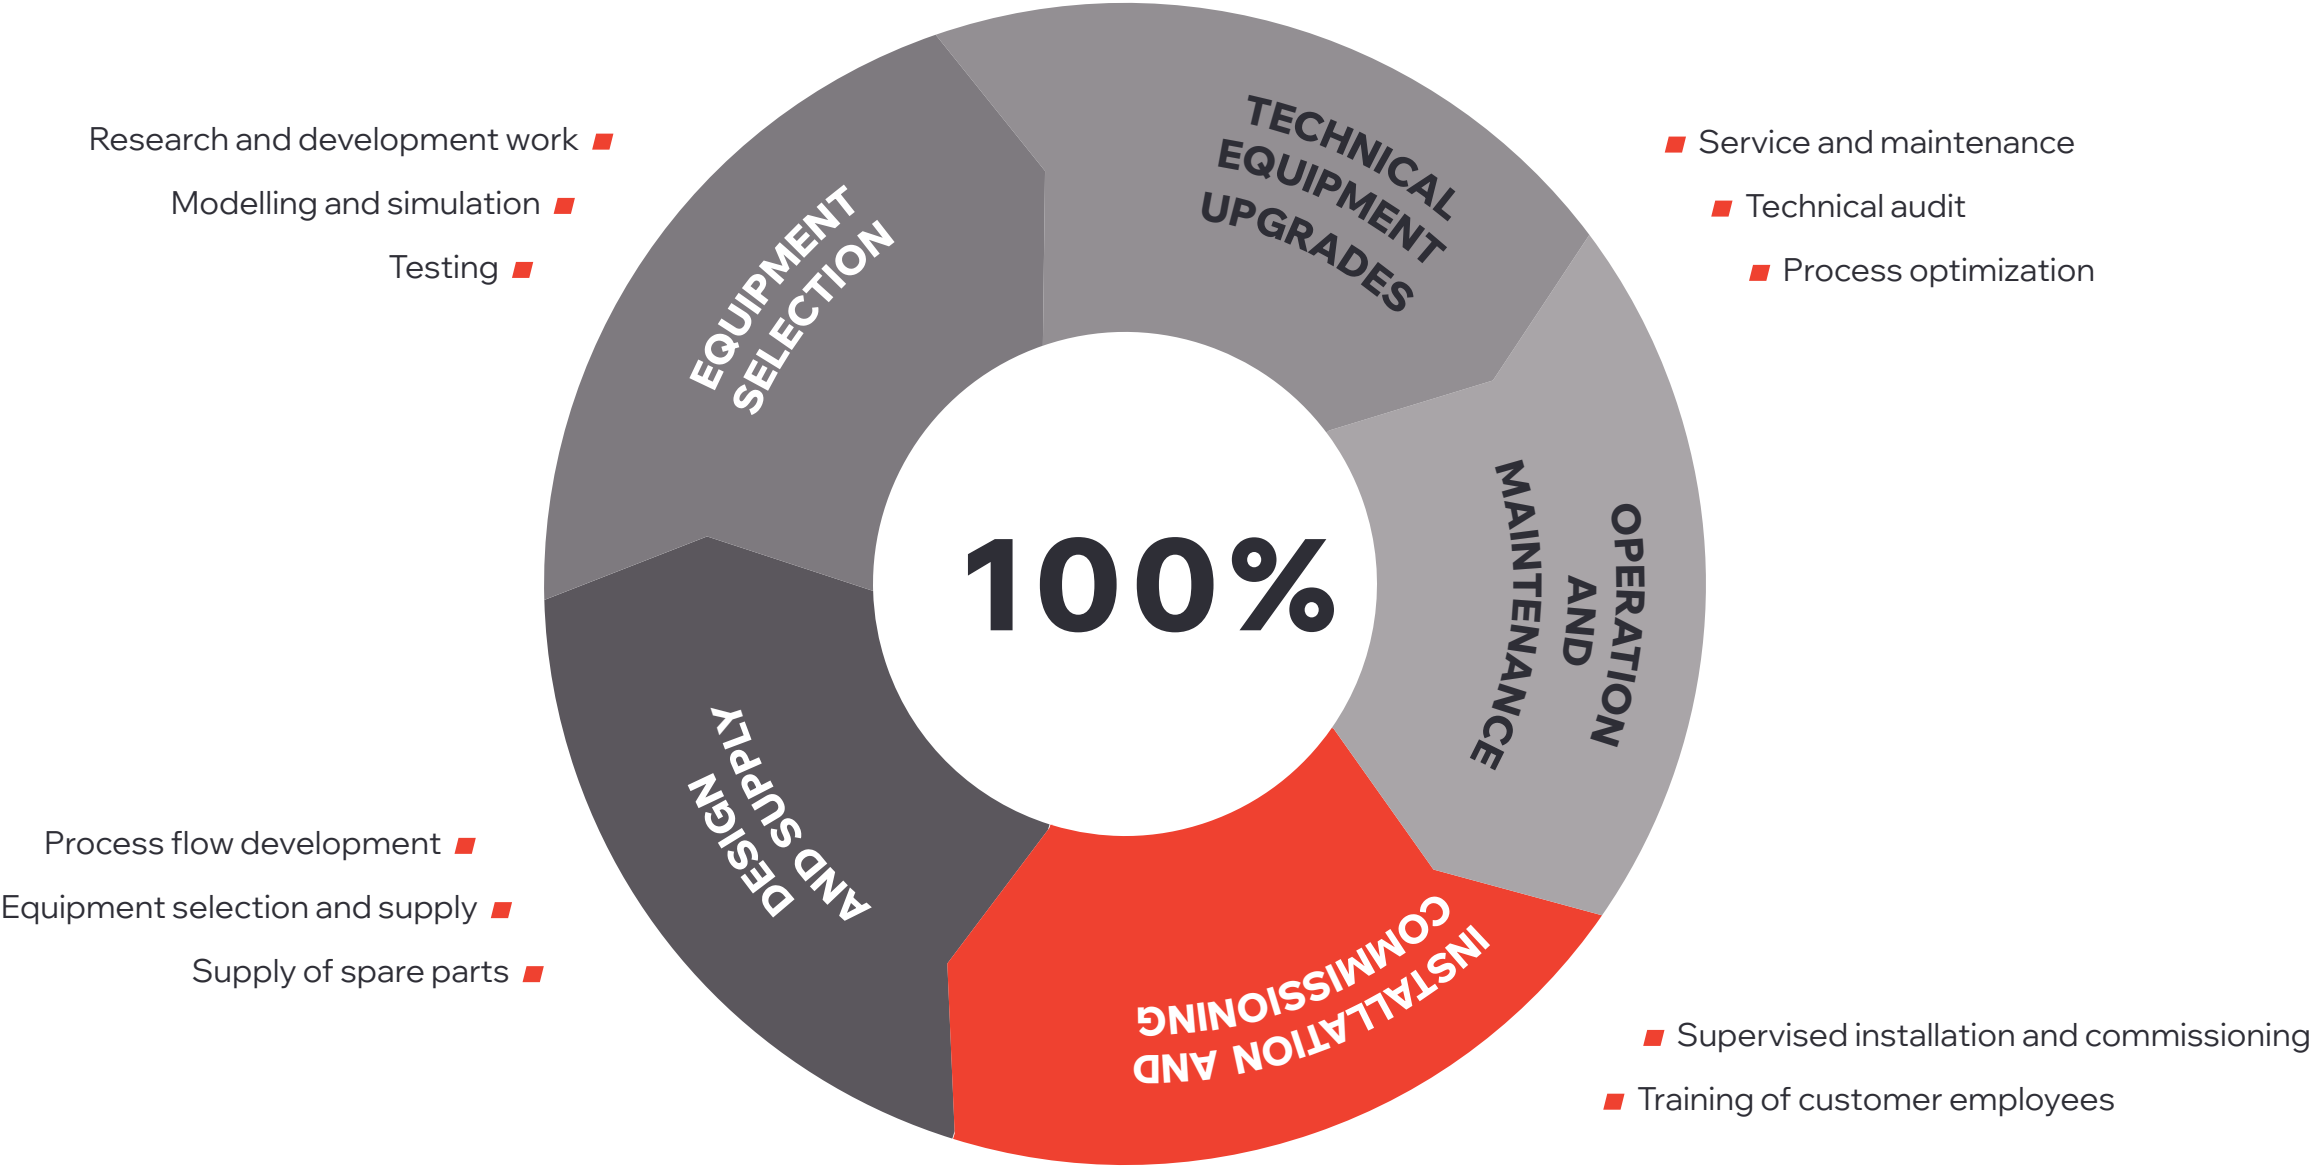 Research and development work
Modelling and simulation
Testing
EQUIPMENT
SELECTION
TECHNICAL
EQUIPMENT
UPGRADES
Service and maintenance
Technical audit
Process optimization
OPERATION
AND
MAINTENANCE
100%
DESIGN
AND SUPPLY
Process flow development
Equipment selection and supply
Supply of spare parts
INSTALLATION AND
COMMISSIONING
Supervised installation and commissioning
Training of customer employees